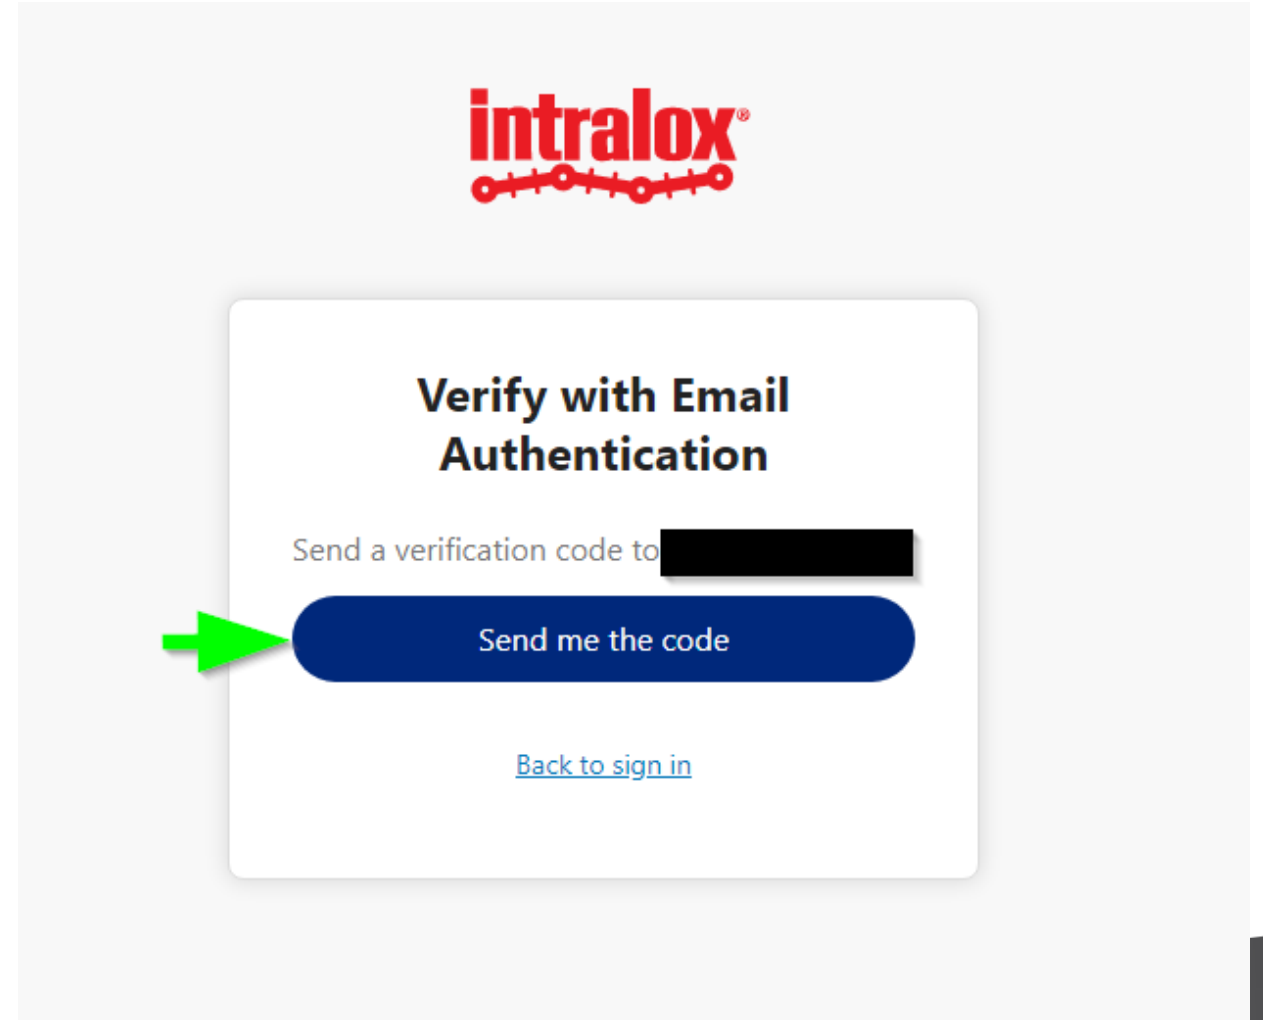 intralox®
Verify with Email
Authentication
Send a verification code to
Send me the code
Back to sign in